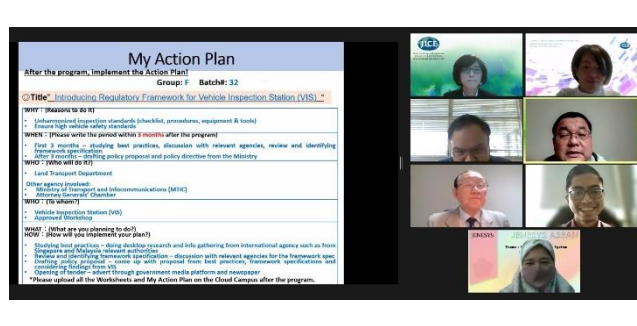 My Action Plan
After the program, implement the Action Plan!
Group: F Batch#: 32
◎Title" Introducing Regulatory Framework for Vehicle Inspection Station (VIS) "
WHY : (Reasons to do it)
• Unharmonized inspection standards (checklist, procedures, equipment & tools)
• Ensure high vehicle safety standards
WHEN : (Please write the period within 3 months after the program)
• First 3 months – studying best practices, discussion with relevant agencies, review and identifying
framework specification
• After 3 months – drafting policy proposal and policy directive from the Ministry
WHO : (Who will do it?)
• Land Transport Department
Other agency involved:
• Ministry of Transport and Infocommunications (MTIC)
• Attorney Generals' Chamber
WHO : (To whom?)
• Vehicle Inspection Station (VIS)
• Approved Workshop
WHAT : (What are you planning to do?)
HOW : (How will you implement your plan?)
• Studying best practices – doing desktop research and info gathering from international agency such as from
Singapore and Malaysia relevant authorities
• Review and identifying framework specification – discussion with relevant agencies for the framework spec
• Drafting policy proposal – come up with proposal from best practices, framework specifications and
considering findings from VIS
• Opening of tender – advert through government media platform and newspaper
*Please upload all the Worksheets and My Action Plan on the Cloud Campus after the program.
JICE
JENESYS